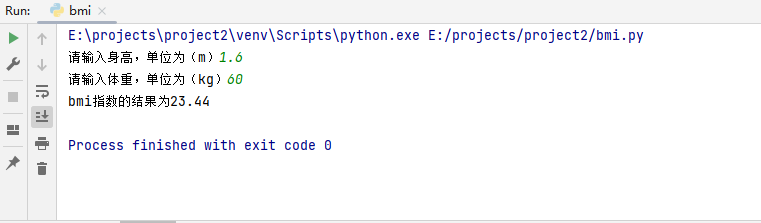 Run: bmi
E:\projects\project2\venv\Scripts\python.exe E:/projects/project2/bmi.py
请输入身高，单位为（m）1.6
请输入体重，单位为（kg）60
bmi指数的结果为23.44
Process finished with exit code 0